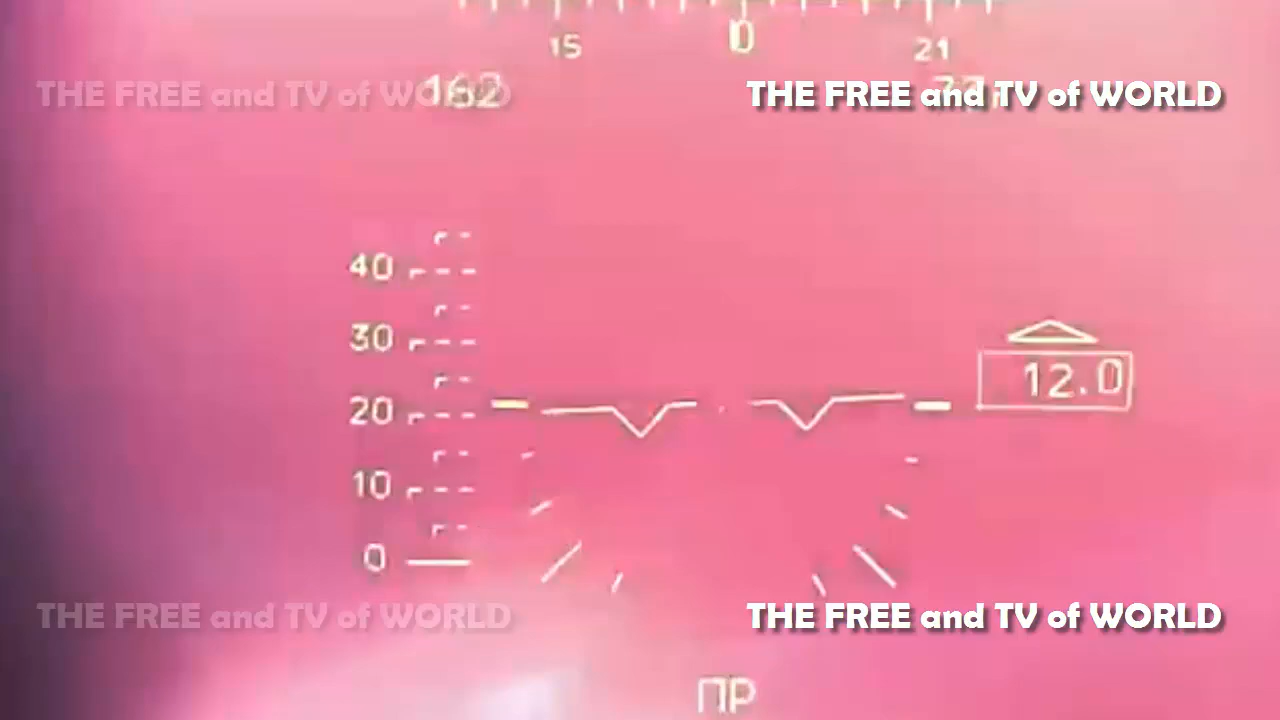 15 0 21
162
THE FREE and TV of WORLD THE FREE and TV of WORLD
40
30
12.0
20
10
0
THE FREE and TV of WORLD THE FREE and TV of WORLD
ПР